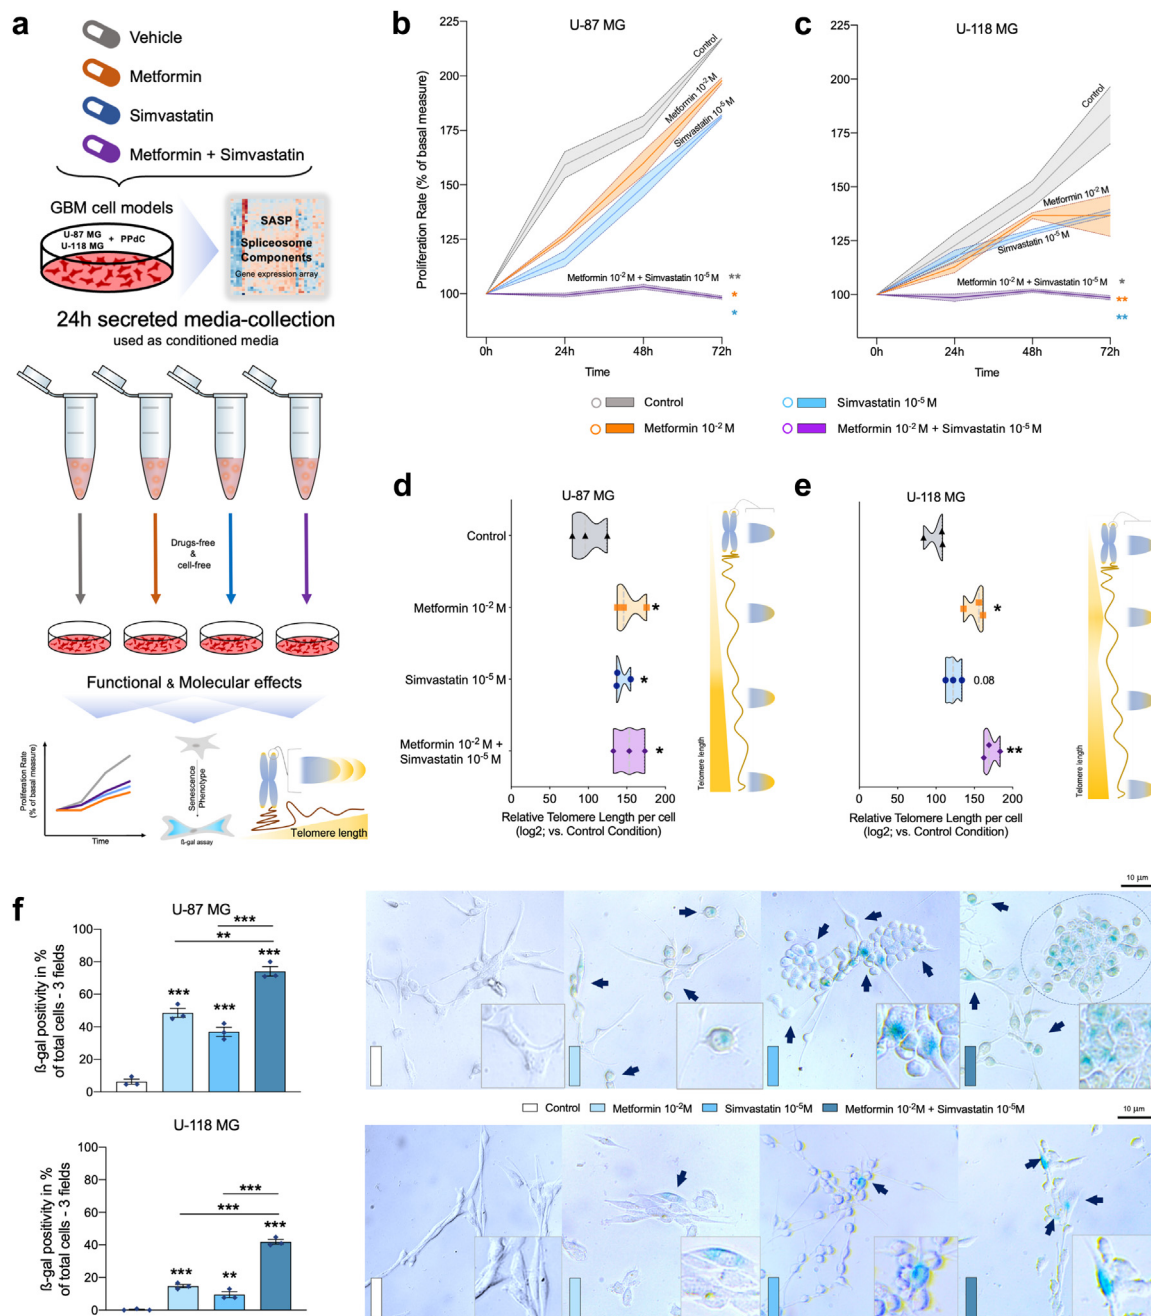 a
Vehicle
Metformin
Simvastatin
Metformin + Simvastatin
GBM cell models
U-87 MG
U-118 MG
+ PPdC
SASP
Spliceosome
Components
Gene expression array
24h secreted media-collection
used as conditioned media
Drugs-free
&
cell-free
Functional & Molecular effects
Proliferation Rate
(% of basal measure)
Time
Senescence
Phenotype
ß-gal assay
Telomere length
b
U-87 MG
Proliferation Rate (% of basal measure)
225
200
175
150
125
100
Control
Metformin 10-2 M
Simvastatin 10-5 M
Metformin 10-2 M + Simvastatin 10-5 M
**
*
*
0h
24h
48h
72h
Time
c
U-118 MG
225
200
175
150
125
100
Control
Metformin 10-2 M
Simvastatin 10-5 M
Metformin 10-2 M + Simvastatin 10-5 M
*
**
**
0h
24h
48h
72h
Time
Control
Metformin 10-2 M
Simvastatin 10-5 M
Metformin 10-2 M + Simvastatin 10-5 M
d
U-87 MG
Control
Metformin 10-2 M
*
Simvastatin 10-5 M
*
Metformin 10-2 M +
Simvastatin 10-5 M
*
0
50
100
150
200
Relative Telomere Length per cell
(log2; vs. Control Condition)
Telomere length
e
U-118 MG
*
0.08
**
0
50
100
150
200
Relative Telomere Length per cell
(log2; vs. Control Condition)
Telomere length
f
U-87 MG
ß-gal positivity in %
of total cells - 3 fields
100
80
60
40
20
0
***
**
***
***
***
10 µm
Control
Metformin 10-2M
Simvastatin 10-5M
Metformin 10-2M + Simvastatin 10-5M
10 µm
U-118 MG
ß-gal positivity in %
of total cells - 3 fields
100
80
60
40
20
0
***
***
***
**
***